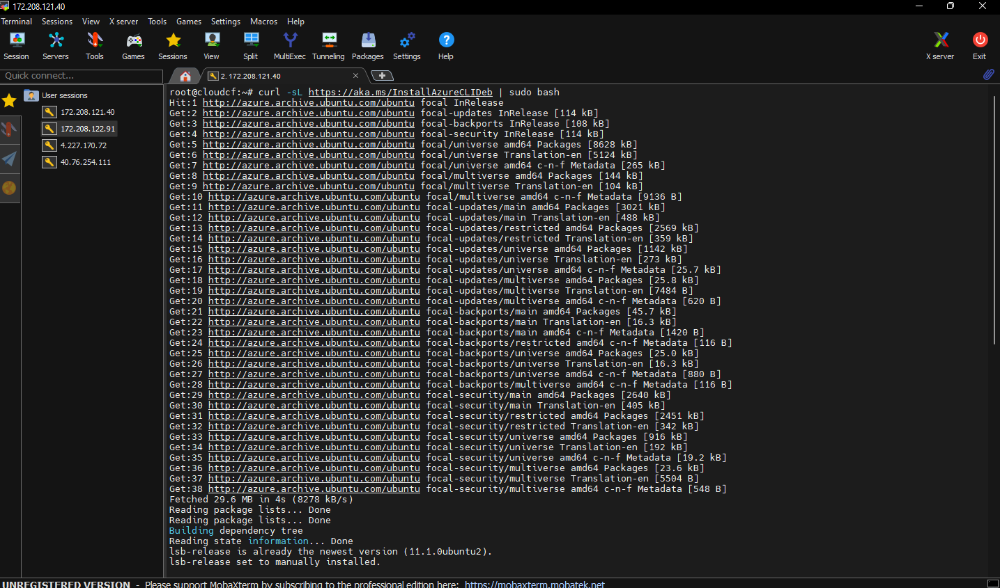 172.208.121.40
Terminal Sessions View X server Tools Games Settings Macros Help
Session Servers Tools Games Sessions View Split MultiExec Tunneling Packages Settings Help X server Exit
Quick connect...
2. 172.208.121.40
User sessions
172.208.121.40
172.208.122.91
4.227.170.72
40.76.254.111
root@cloudcf:~# curl -sL https://aka.ms/InstallAzureCLIDeb | sudo bash
Hit:1 http://azure.archive.ubuntu.com/ubuntu focal InRelease
Get:2 http://azure.archive.ubuntu.com/ubuntu focal-updates InRelease [114 kB]
Get:3 http://azure.archive.ubuntu.com/ubuntu focal-backports InRelease [108 kB]
Get:4 http://azure.archive.ubuntu.com/ubuntu focal-security InRelease [114 kB]
Get:5 http://azure.archive.ubuntu.com/ubuntu focal/universe amd64 Packages [8628 kB]
Get:6 http://azure.archive.ubuntu.com/ubuntu focal/universe Translation-en [5124 kB]
Get:7 http://azure.archive.ubuntu.com/ubuntu focal/universe amd64 c-n-f Metadata [265 kB]
Get:8 http://azure.archive.ubuntu.com/ubuntu focal/multiverse amd64 Packages [144 kB]
Get:9 http://azure.archive.ubuntu.com/ubuntu focal/multiverse Translation-en [104 kB]
Get:10 http://azure.archive.ubuntu.com/ubuntu focal/multiverse amd64 c-n-f Metadata [9136 B]
Get:11 http://azure.archive.ubuntu.com/ubuntu focal-updates/main amd64 Packages [3021 kB]
Get:12 http://azure.archive.ubuntu.com/ubuntu focal-updates/main Translation-en [488 kB]
Get:13 http://azure.archive.ubuntu.com/ubuntu focal-updates/restricted amd64 Packages [2569 kB]
Get:14 http://azure.archive.ubuntu.com/ubuntu focal-updates/restricted Translation-en [359 kB]
Get:15 http://azure.archive.ubuntu.com/ubuntu focal-updates/universe amd64 Packages [1142 kB]
Get:16 http://azure.archive.ubuntu.com/ubuntu focal-updates/universe Translation-en [273 kB]
Get:17 http://azure.archive.ubuntu.com/ubuntu focal-updates/universe amd64 c-n-f Metadata [25.7 kB]
Get:18 http://azure.archive.ubuntu.com/ubuntu focal-updates/multiverse amd64 Packages [25.8 kB]
Get:19 http://azure.archive.ubuntu.com/ubuntu focal-updates/multiverse Translation-en [7484 B]
Get:20 http://azure.archive.ubuntu.com/ubuntu focal-updates/multiverse amd64 c-n-f Metadata [620 B]
Get:21 http://azure.archive.ubuntu.com/ubuntu focal-backports/main amd64 Packages [45.7 kB]
Get:22 http://azure.archive.ubuntu.com/ubuntu focal-backports/main Translation-en [16.3 kB]
Get:23 http://azure.archive.ubuntu.com/ubuntu focal-backports/main amd64 c-n-f Metadata [1420 B]
Get:24 http://azure.archive.ubuntu.com/ubuntu focal-backports/restricted amd64 c-n-f Metadata [116 B]
Get:25 http://azure.archive.ubuntu.com/ubuntu focal-backports/universe amd64 Packages [25.0 kB]
Get:26 http://azure.archive.ubuntu.com/ubuntu focal-backports/universe Translation-en [16.3 kB]
Get:27 http://azure.archive.ubuntu.com/ubuntu focal-backports/universe amd64 c-n-f Metadata [880 B]
Get:28 http://azure.archive.ubuntu.com/ubuntu focal-backports/multiverse amd64 c-n-f Metadata [116 B]
Get:29 http://azure.archive.ubuntu.com/ubuntu focal-security/main amd64 Packages [2640 kB]
Get:30 http://azure.archive.ubuntu.com/ubuntu focal-security/main Translation-en [405 kB]
Get:31 http://azure.archive.ubuntu.com/ubuntu focal-security/restricted amd64 Packages [2451 kB]
Get:32 http://azure.archive.ubuntu.com/ubuntu focal-security/restricted Translation-en [342 kB]
Get:33 http://azure.archive.ubuntu.com/ubuntu focal-security/universe amd64 Packages [916 kB]
Get:34 http://azure.archive.ubuntu.com/ubuntu focal-security/universe Translation-en [192 kB]
Get:35 http://azure.archive.ubuntu.com/ubuntu focal-security/universe amd64 c-n-f Metadata [19.2 kB]
Get:36 http://azure.archive.ubuntu.com/ubuntu focal-security/multiverse amd64 Packages [23.6 kB]
Get:37 http://azure.archive.ubuntu.com/ubuntu focal-security/multiverse Translation-en [5504 B]
Get:38 http://azure.archive.ubuntu.com/ubuntu focal-security/multiverse amd64 c-n-f Metadata [548 B]
Fetched 29.6 MB in 4s (8278 kB/s)
Reading package lists... Done
Reading package lists... Done
Building dependency tree
Reading state information... Done
lsb-release is already the newest version (11.1.0ubuntu2).
lsb-release set to manually installed.
UNREGISTERED VERSION - Please support MobaXterm by subscribing to the professional edition here: https://mobaxterm.mobatek.net